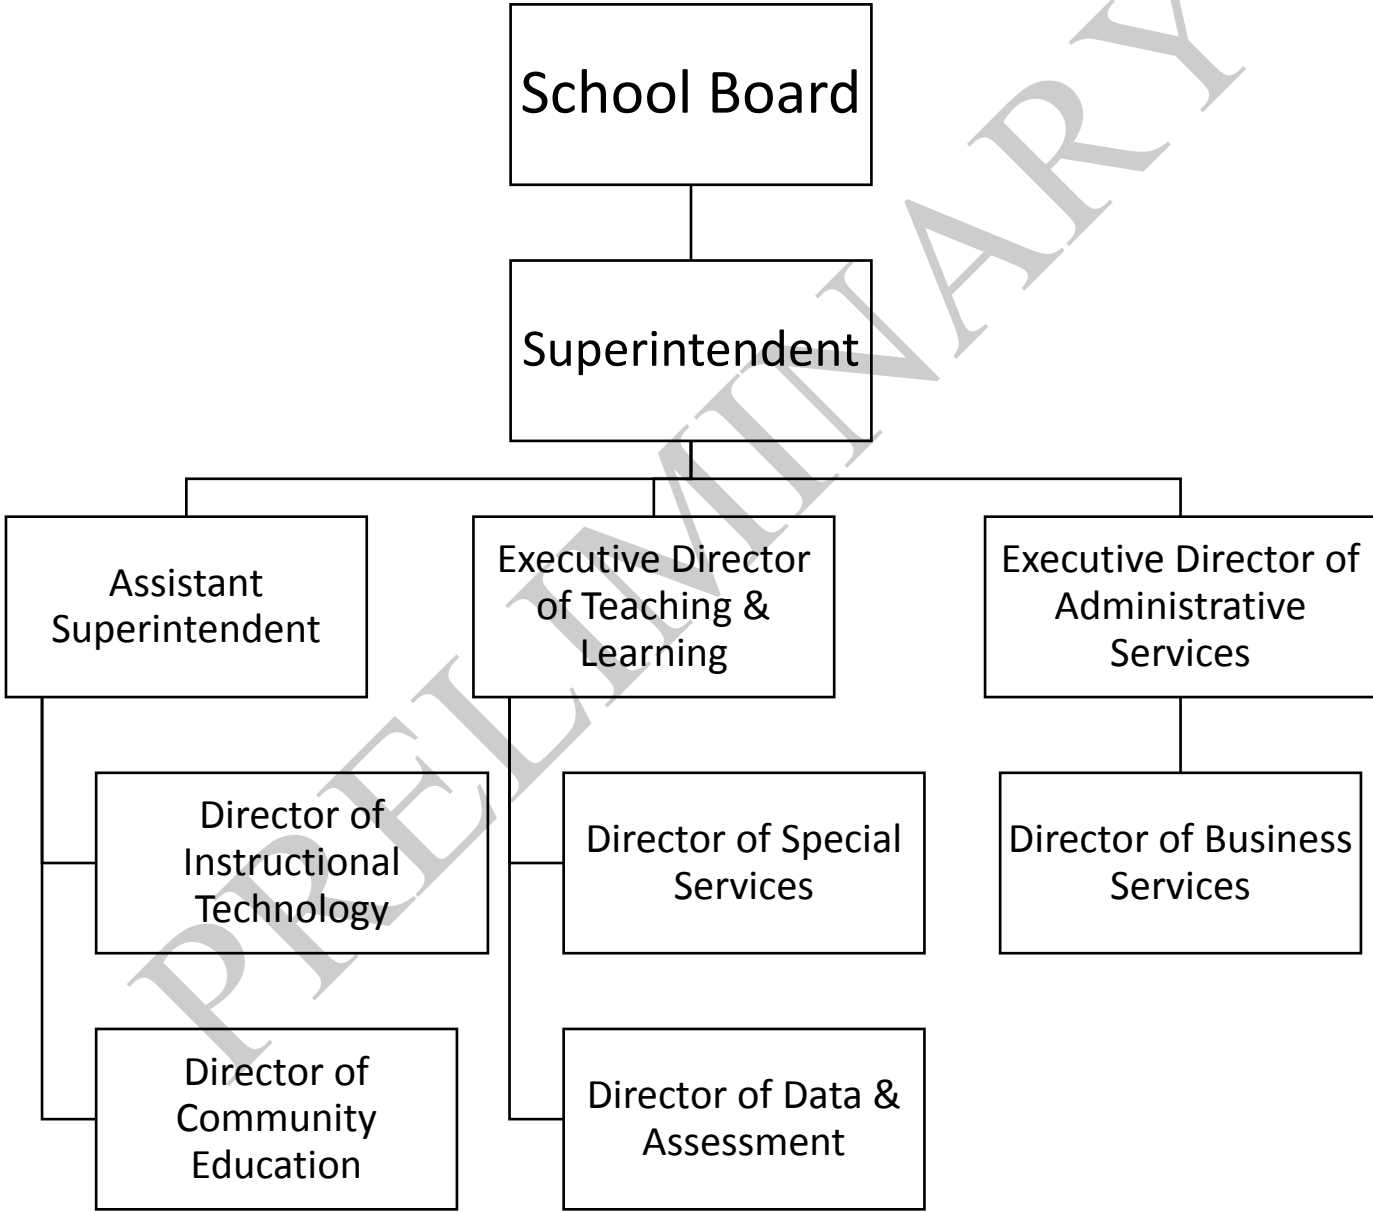 School Board
Superintendent
Assistant
Superintendent
Executive Director
of Teaching &
Learning
Executive Director of
Administrative
Services
Director of
Instructional
Technology
Director of Special
Services
Director of Business
Services
Director of
Community
Education
Director of Data &
Assessment
PRELIMINARY